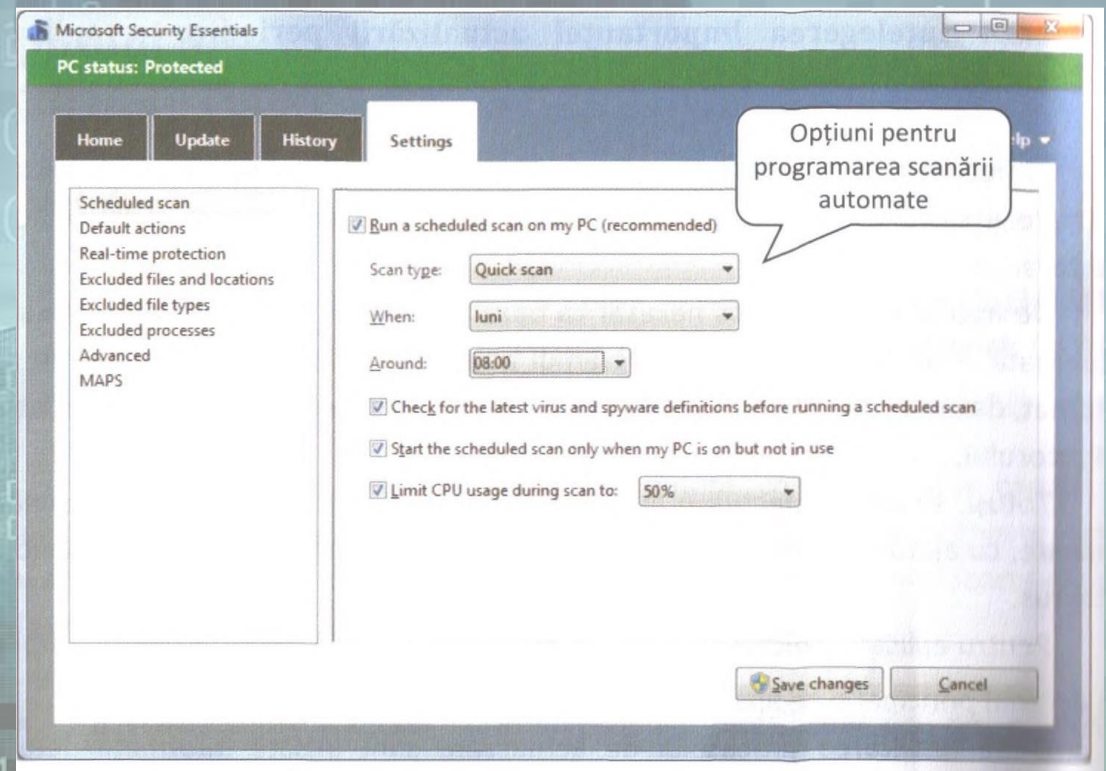 Microsoft Security Essentials
PC status: Protected
Home Update History Settings
Opțiuni pentru
programarea scanării
automate
Scheduled scan
Default actions
Real-time protection
Excluded files and locations
Excluded file types
Excluded processes
Advanced
MAPS
Run a scheduled scan on my PC (recommended)
Scan type: Quick scan
When: luni
Around: 08:00
Check for the latest virus and spyware definitions before running a scheduled scan
Start the scheduled scan only when my PC is on but not in use
Limit CPU usage during scan to: 50%
Save changes Cancel